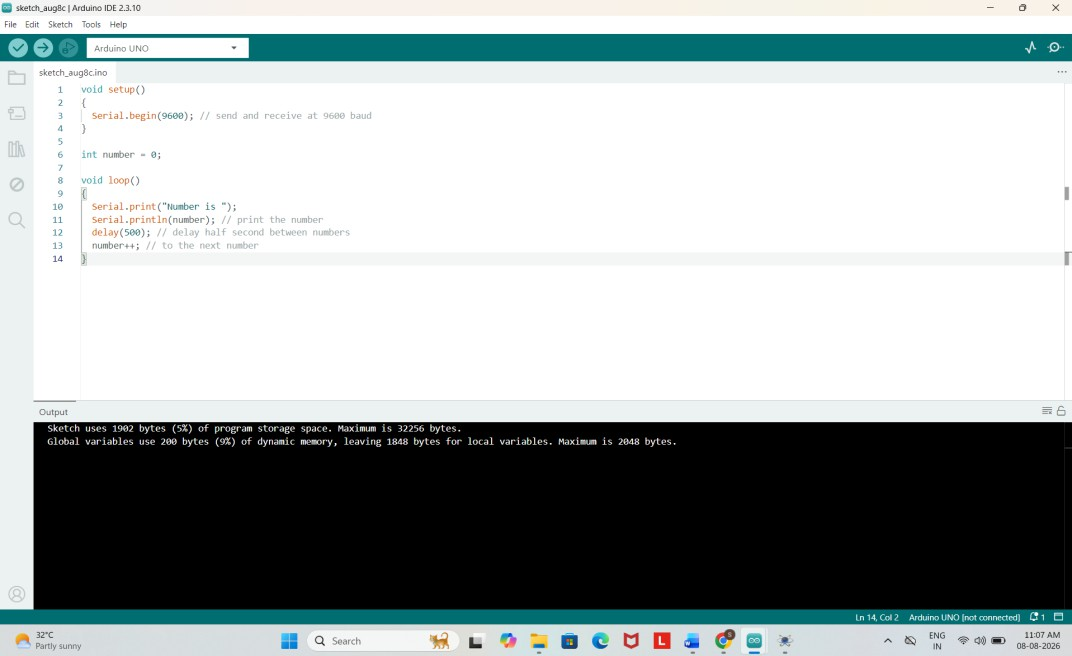 sketch_aug8c | Arduino IDE 2.3.10
File Edit Sketch Tools Help
Arduino UNO
sketch_aug8c.ino
1 void setup()
2 {
3 Serial.begin(9600); // send and receive at 9600 baud
4 }
5
6 int number = 0;
7
8 void loop()
9 {
10 Serial.print("Number is ");
11 Serial.println(number); // print the number
12 delay(500); // delay half second between numbers
13 number++; // to the next number
14 }
Output
Sketch uses 1902 bytes (5%) of program storage space. Maximum is 32256 bytes.
Global variables use 200 bytes (9%) of dynamic memory, leaving 1848 bytes for local variables. Maximum is 2048 bytes.
Ln 14, Col 2 Arduino UNO [not connected] 1
32°C
Partly sunny
Search
L
ENG
IN
11:07 AM
08-08-2026